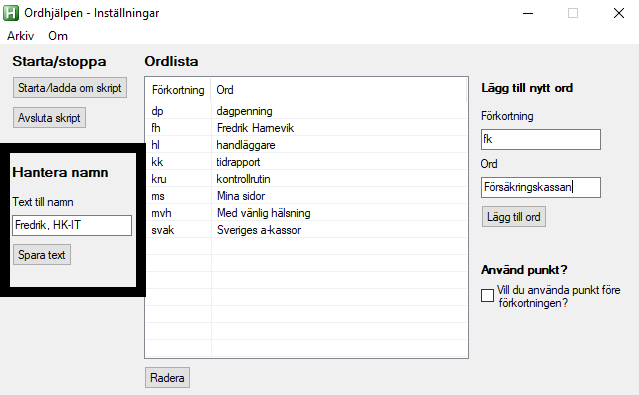 Ordhjälpen - Inställningar
Arkiv Om
Starta/stoppa
Starta/ladda om skript
Avsluta skript
Hantera namn
Text till namn
Fredrik, HK-IT
Spara text
Ordlista
Förkortning Ord
dp dagpenning
fh Fredrik Harnevik
hl handläggare
kk tidrapport
kru kontrollrutin
ms Mina sidor
mvh Med vänlig hälsning
svak Sveriges a-kassor
Radera
Lägg till nytt ord
Förkortning
fk
Ord
Försäkringskassan
Lägg till ord
Använd punkt?
Vill du använda punkt före
förkortningen?